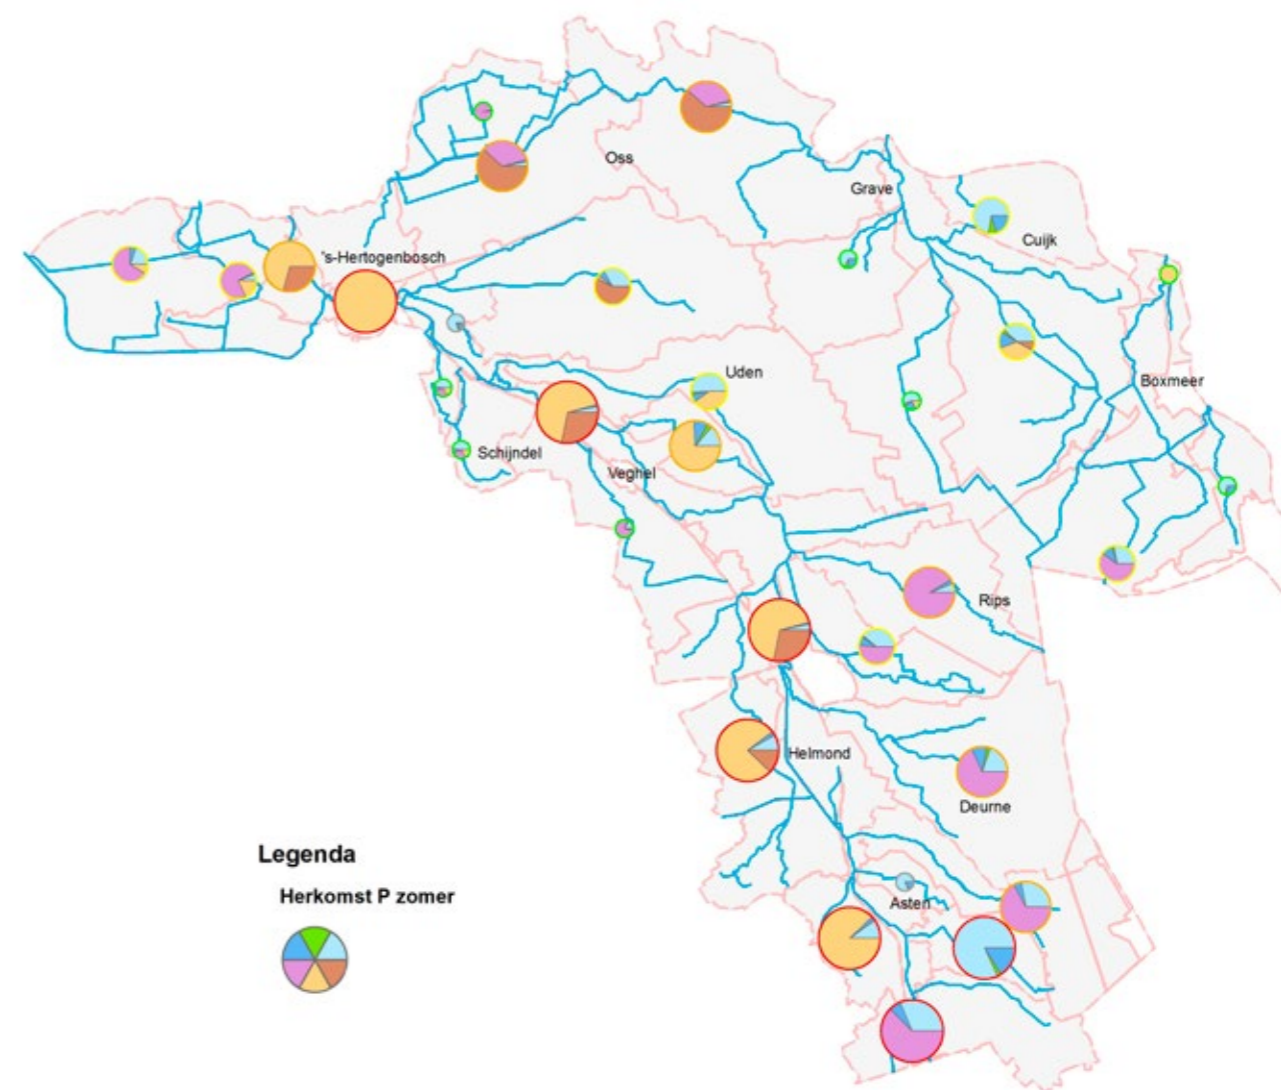 Oss
Grave
Cuijk
's-Hertogenbosch
Uden
Boxmeer
Schijndel
Veghel
Rips
Helmond
Deurne
Legenda
Herkomst P zomer
Asten